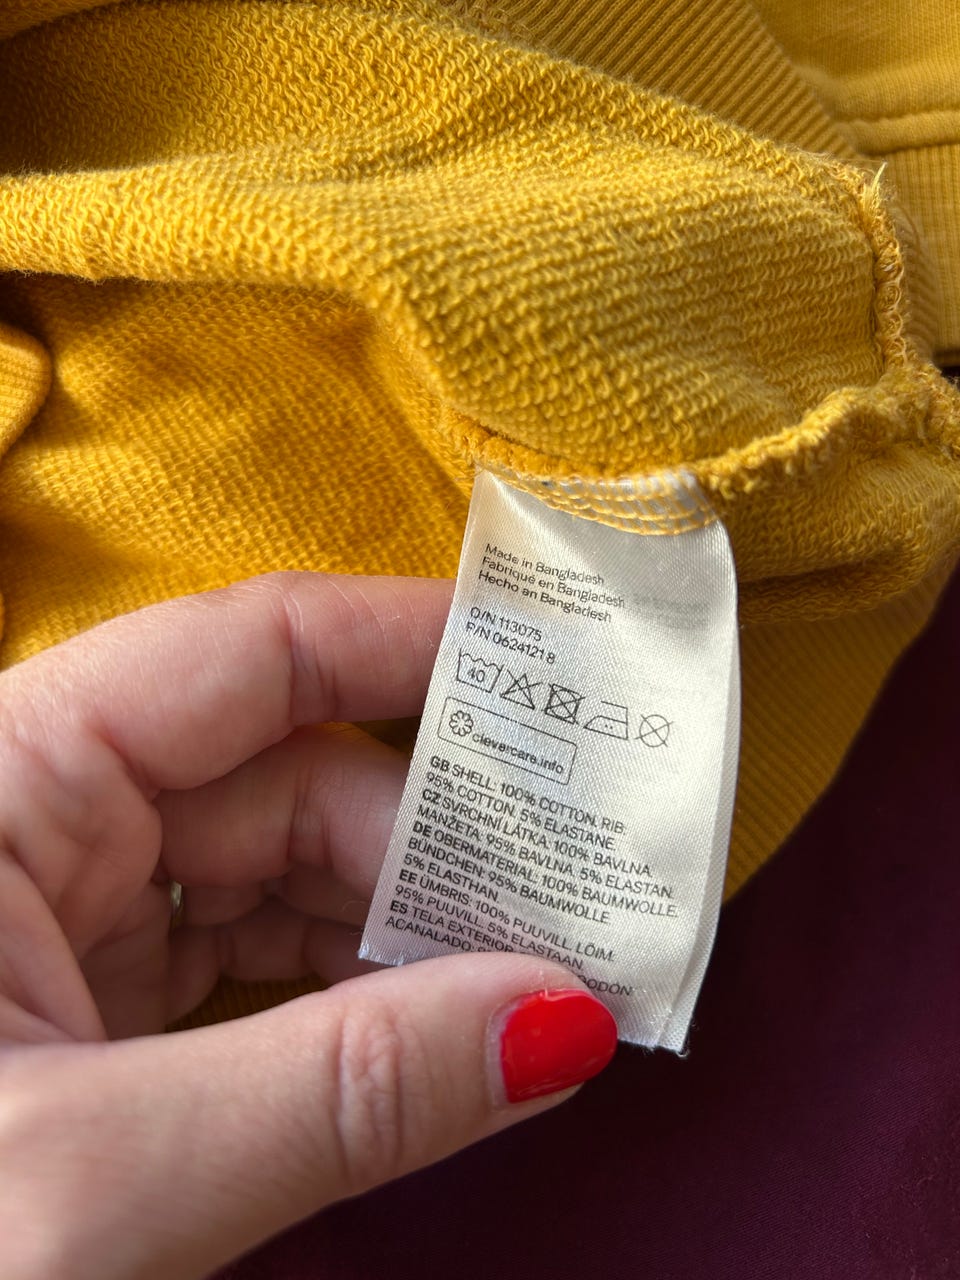 Made in Bangladesh
Fabriqué en Bangladesh
Hecho en Bangladesh
O/N 113075
P/N 06241218
40
clevercare.info
GB SHELL: 100% COTTON. RIB:
95% COTTON. 5% ELASTANE
CZ SVRCHNÍ LÁTKA: 100% BAVLNA.
MANŽETA: 95% BAVLNA. 5% ELASTAN.
DE OBERMATERIAL: 100% BAUMWOLLE.
BÜNDCHEN: 95% BAUMWOLLE.
5% ELASTHAN.
EE ÜMBRIS: 100% PUUVILL. LÕIM:
95% PUUVILL. 5% ELASTAAN
ES TELA EXTERIOR:
ACANALADO: